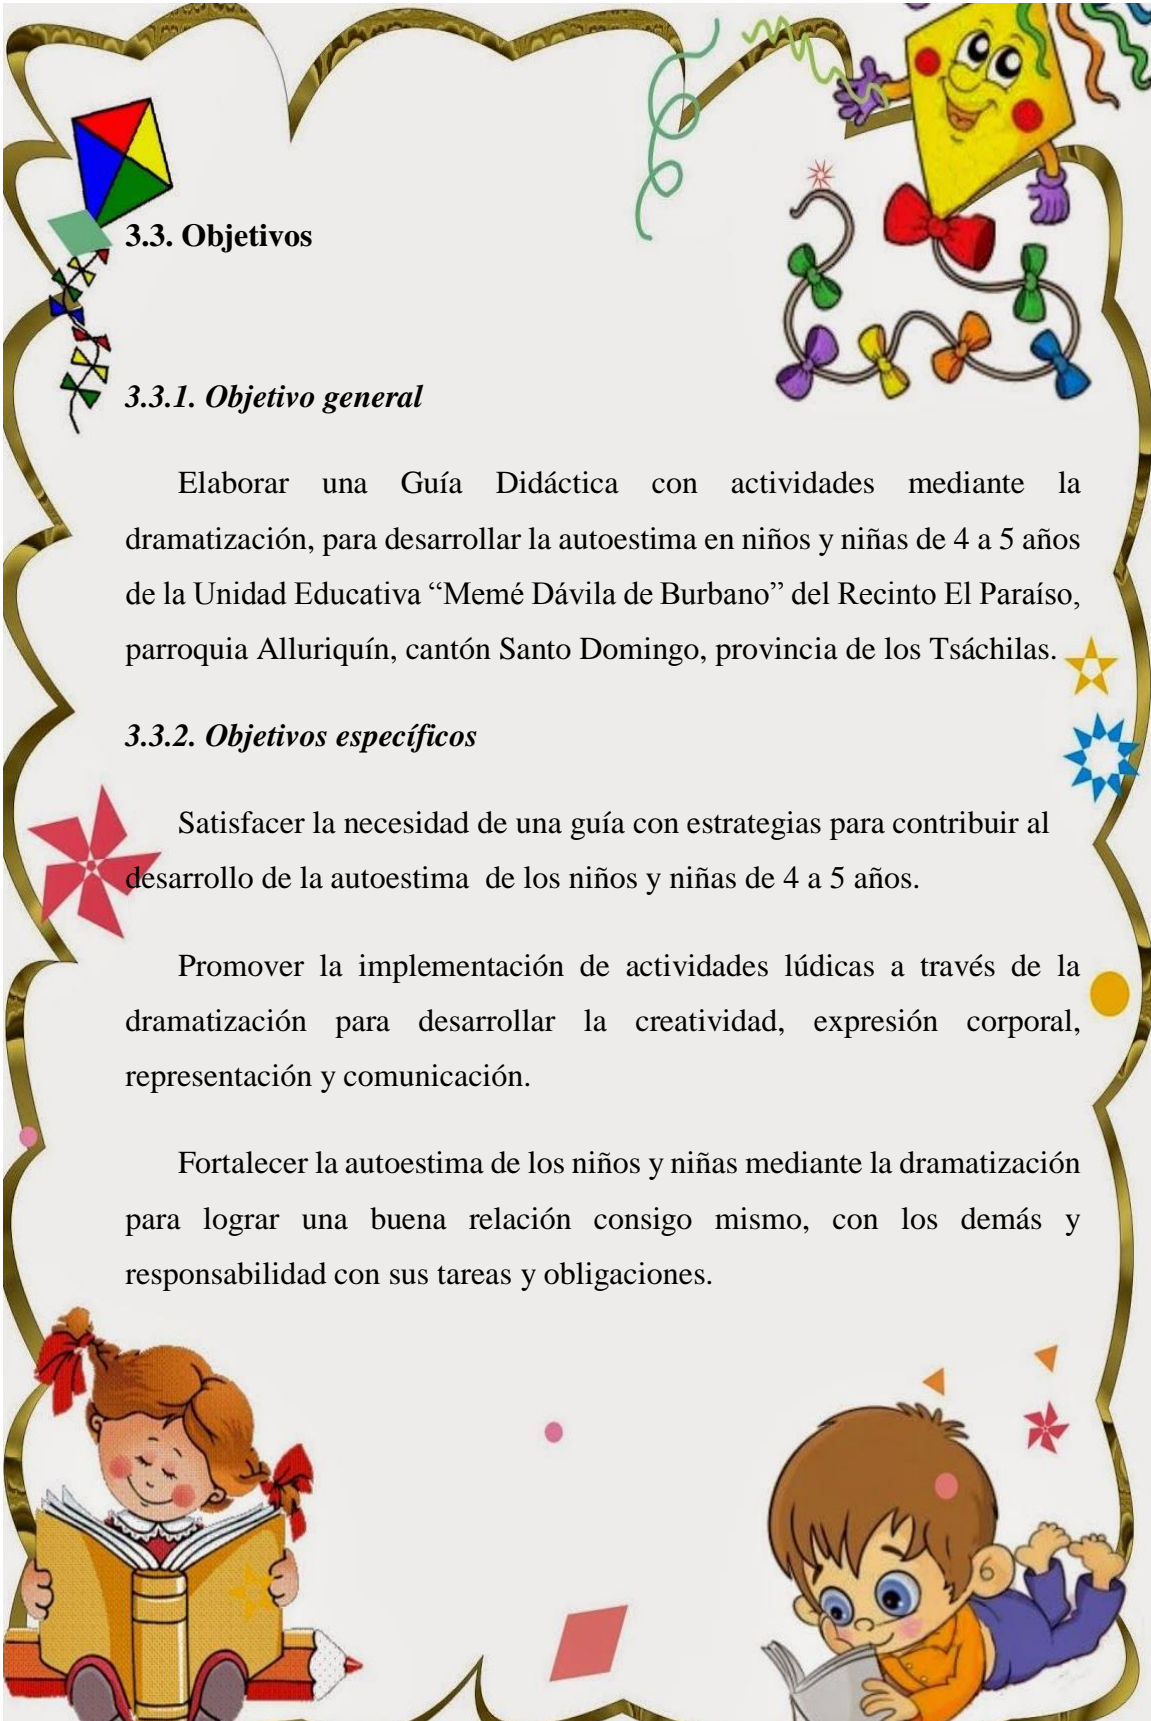 3.3. Objetivos
3.3.1. Objetivo general
Elaborar una Guía Didáctica con actividades mediante la
dramatización, para desarrollar la autoestima en niños y niñas de 4 a 5 años
de la Unidad Educativa “Memé Dávila de Burbano” del Recinto El Paraíso,
parroquia Alluriquín, cantón Santo Domingo, provincia de los Tsáchilas.
3.3.2. Objetivos específicos
Satisfacer la necesidad de una guía con estrategias para contribuir al
desarrollo de la autoestima  de los niños y niñas de 4 a 5 años.
Promover la implementación de actividades lúdicas a través de la
dramatización para desarrollar la creatividad, expresión corporal,
representación y comunicación.
Fortalecer la autoestima de los niños y niñas mediante la dramatización
para lograr una buena relación consigo mismo, con los demás y
responsabilidad con sus tareas y obligaciones.